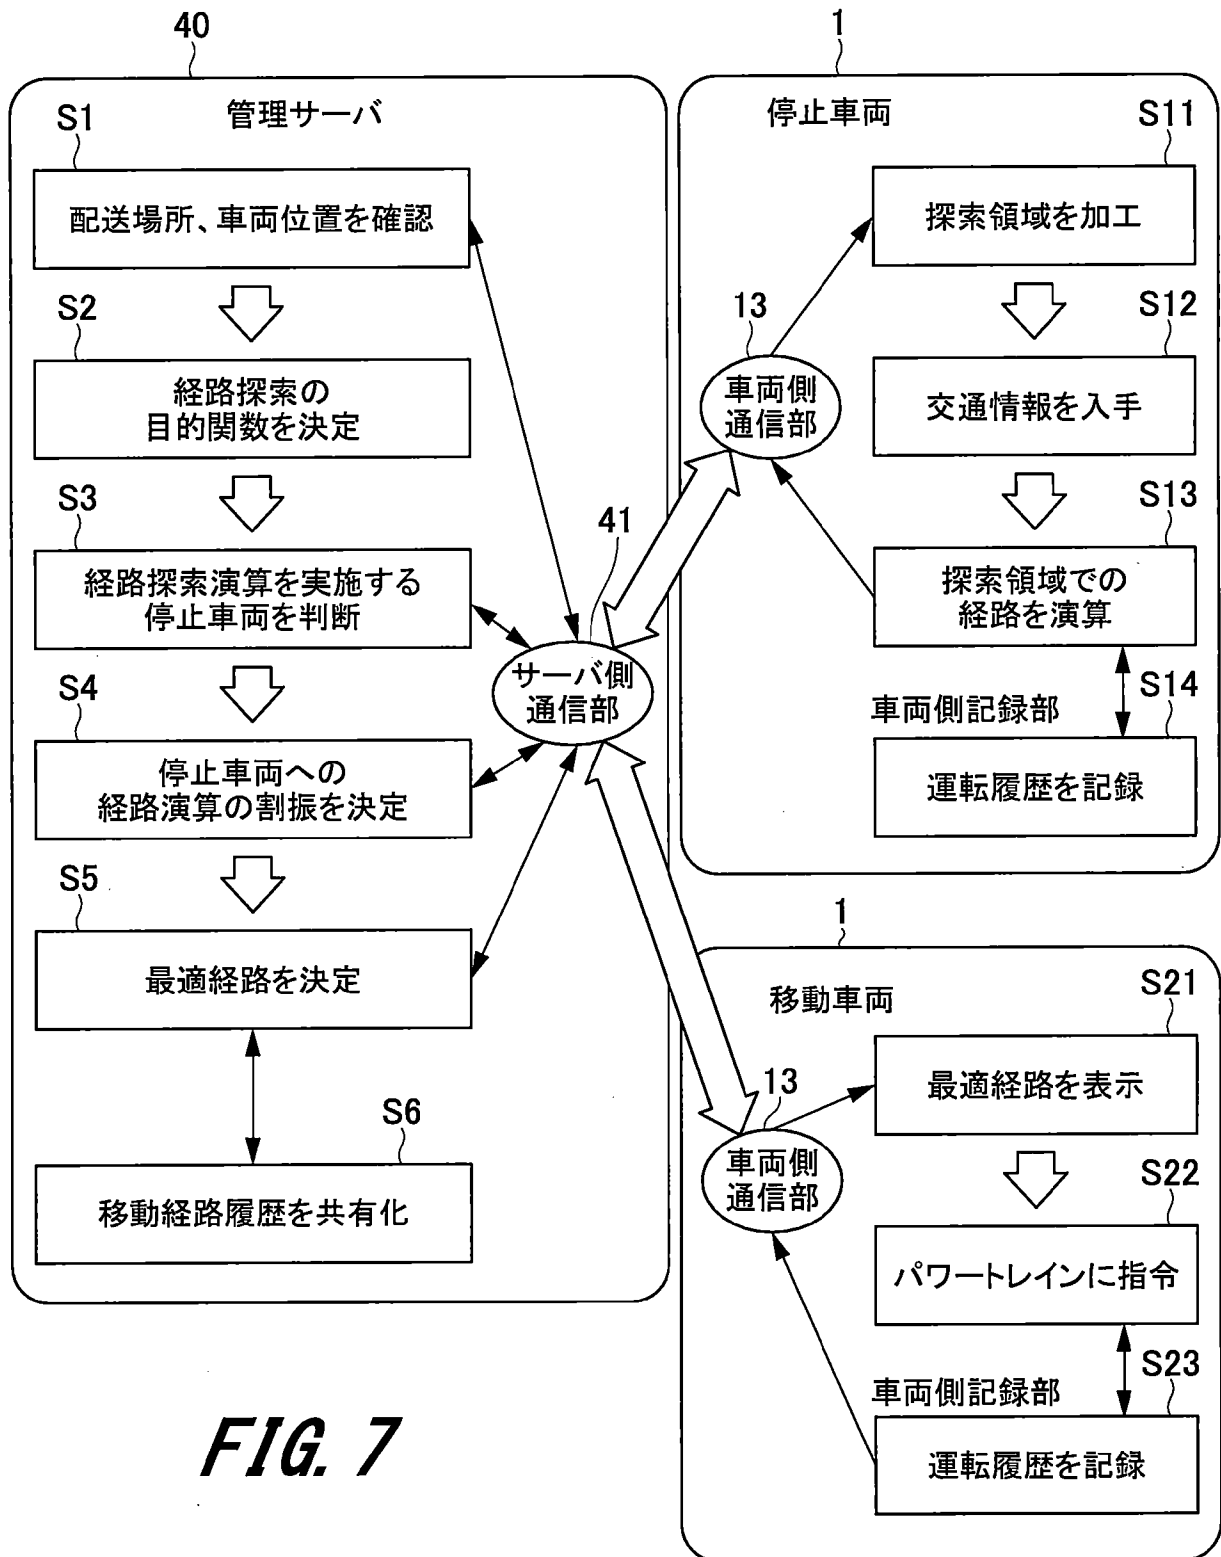 40
管理サーバ
S1
配送場所、車両位置を確認
S2
経路探索の
目的関数を決定
S3
経路探索演算を実施する
停止車両を判断
S4
停止車両への
経路演算の割振を決定
S5
最適経路を決定
S6
移動経路履歴を共有化
41
サーバ側
通信部
1
停止車両
S11
探索領域を加工
13
車両側
通信部
S12
交通情報を入手
S13
探索領域での
経路を演算
S14
車両側記録部
運転履歴を記録
1
移動車両
S21
最適経路を表示
13
車両側
通信部
S22
パワートレインに指令
S23
車両側記録部
運転履歴を記録
FIG. 7